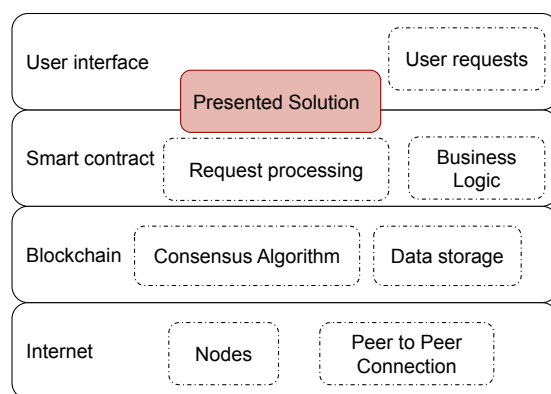 User interface
User requests
Presented Solution
Smart contract
Request processing
Business
Logic
Blockchain
Consensus Algorithm
Data storage
Internet
Nodes
Peer to Peer
Connection